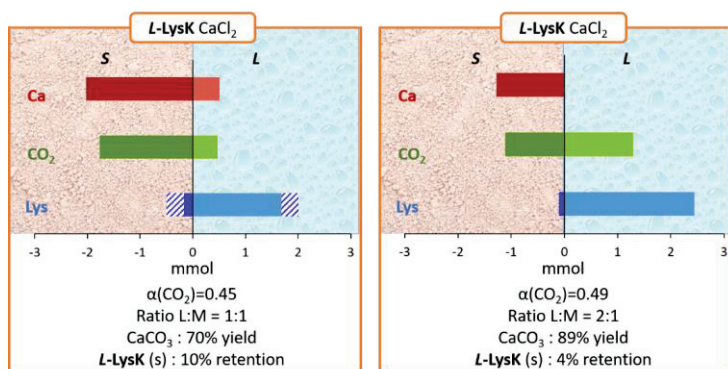 L-LysK CaCl₂
S L
Ca
CO₂
Lys
-3 -2 -1 0 1 2 3
mmol
α(CO₂)=0.45
Ratio L:M = 1:1
CaCO₃ : 70% yield
L-LysK (s) : 10% retention
L-LysK CaCl₂
S L
Ca
CO₂
Lys
-3 -2 -1 0 1 2 3
mmol
α(CO₂)=0.49
Ratio L:M = 2:1
CaCO₃ : 89% yield
L-LysK (s) : 4% retention